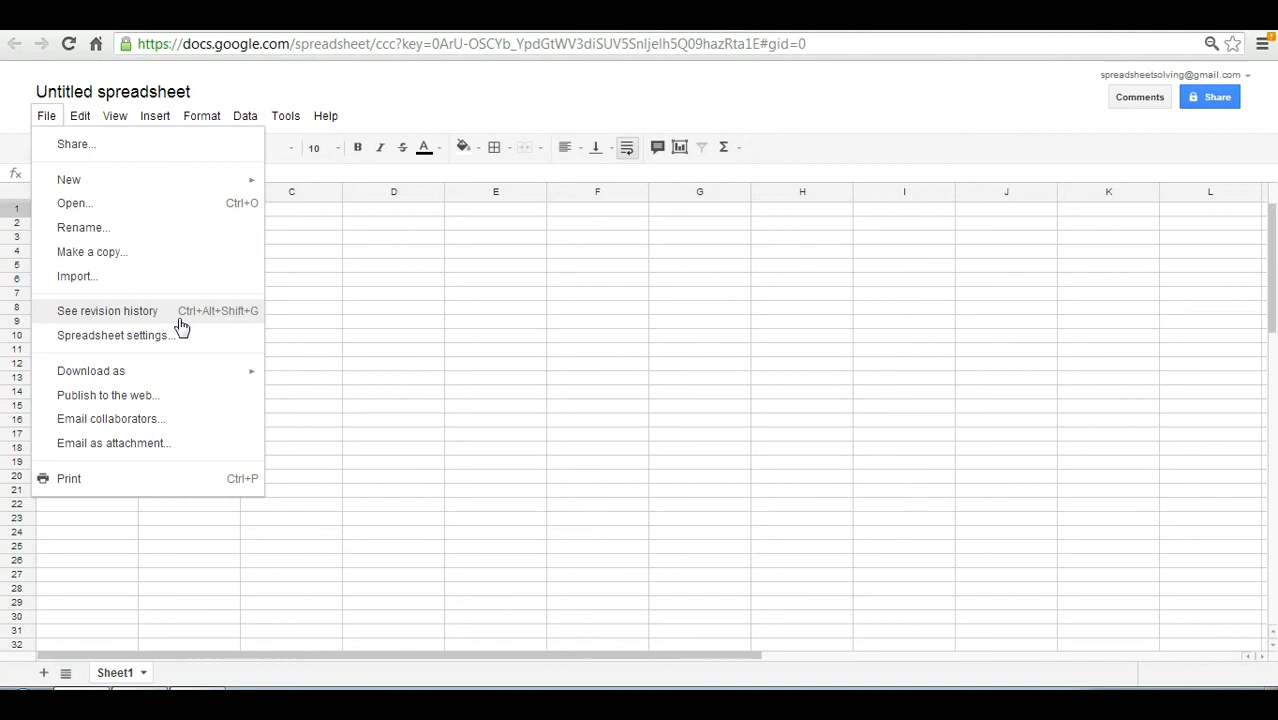 https://docs.google.com/spreadsheet/ccc?key=0ArU-OSCYb_YpdGtWV3diSUV5Snljelh5Q09hazRta1E#gid=0
spreadsheetsolving@gmail.com
Untitled spreadsheet
Comments
Share
File Edit View Insert Format Data Tools Help
10 B I S A Σ
Share...
fx
New
C D E F G H I J K L
Open... Ctrl+O
Rename...
Make a copy...
Import...
See revision history Ctrl+Alt+Shift+G
Spreadsheet settings...
Download as
Publish to the web...
Email collaborators...
Email as attachment...
Print Ctrl+P
1
2
3
4
5
6
7
8
9
10
11
12
13
14
15
16
17
18
19
20
21
22
23
24
25
26
27
28
29
30
31
32
+ Sheet1